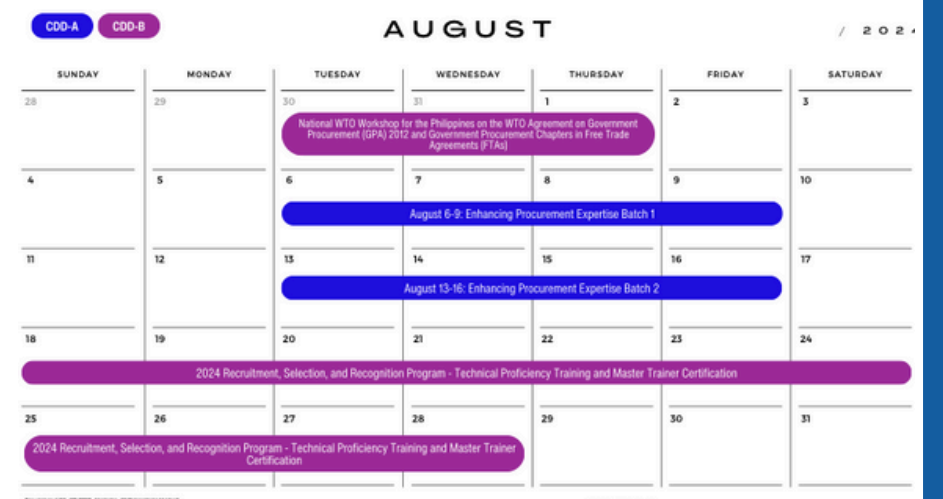 CDD-A CDD-B AUGUST / 202
SUNDAY MONDAY TUESDAY WEDNESDAY THURSDAY FRIDAY SATURDAY
28 29 30 31 1 2 3
National WTO Workshop for the Philippines on the WTO Agreement on Government
Procurement (GPA) 2012 and Government Procurement Chapters in Free Trade
Agreements (FTAs)
4 5 6 7 8 9 10
August 6-9: Enhancing Procurement Expertise Batch 1
11 12 13 14 15 16 17
August 13-16: Enhancing Procurement Expertise Batch 2
18 19 20 21 22 23 24
2024 Recruitment, Selection, and Recognition Program - Technical Proficiency Training and Master Trainer Certification
25 26 27 28 29 30 31
2024 Recruitment, Selection, and Recognition Program - Technical Proficiency Training and Master Trainer
Certification